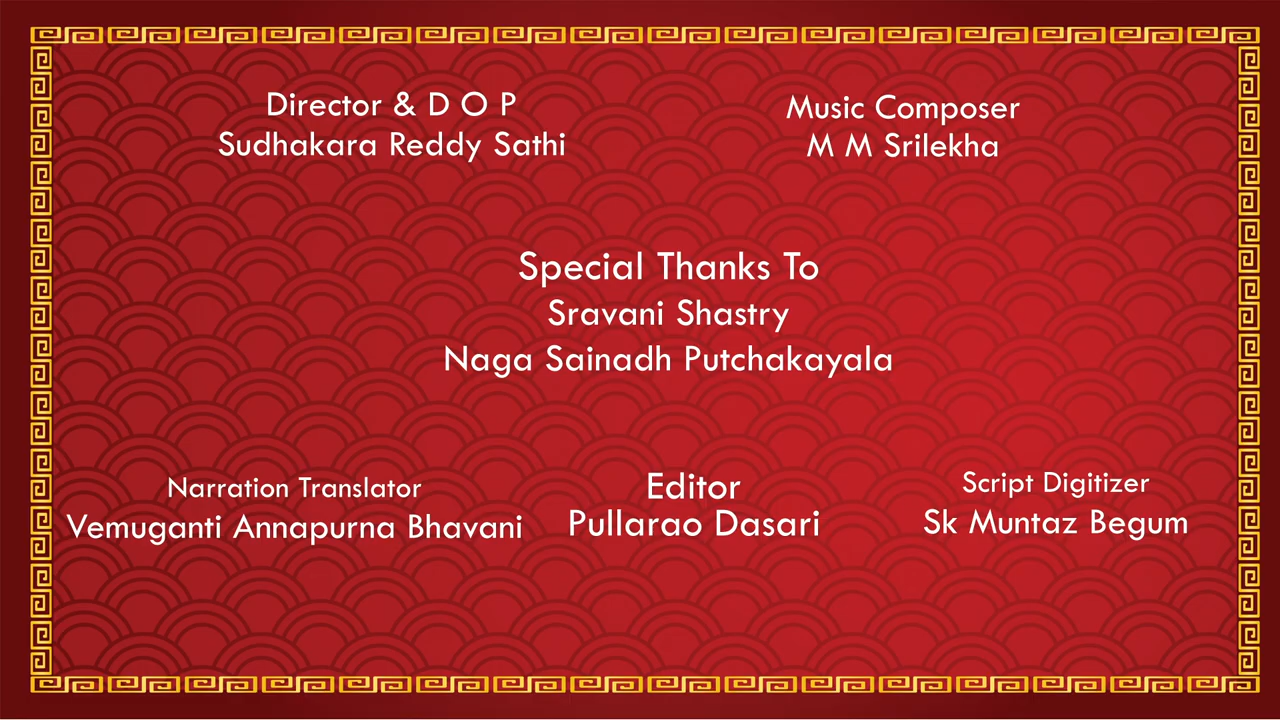 Director & D O P
Sudhakara Reddy Sathi
Music Composer
M M Srilekha
Special Thanks To
Sravani Shastry
Naga Sainadh Putchakayala
Narration Translator
Vemuganti Annapurna Bhavani
Editor
Pullarao Dasari
Script Digitizer
Sk Muntaz Begum